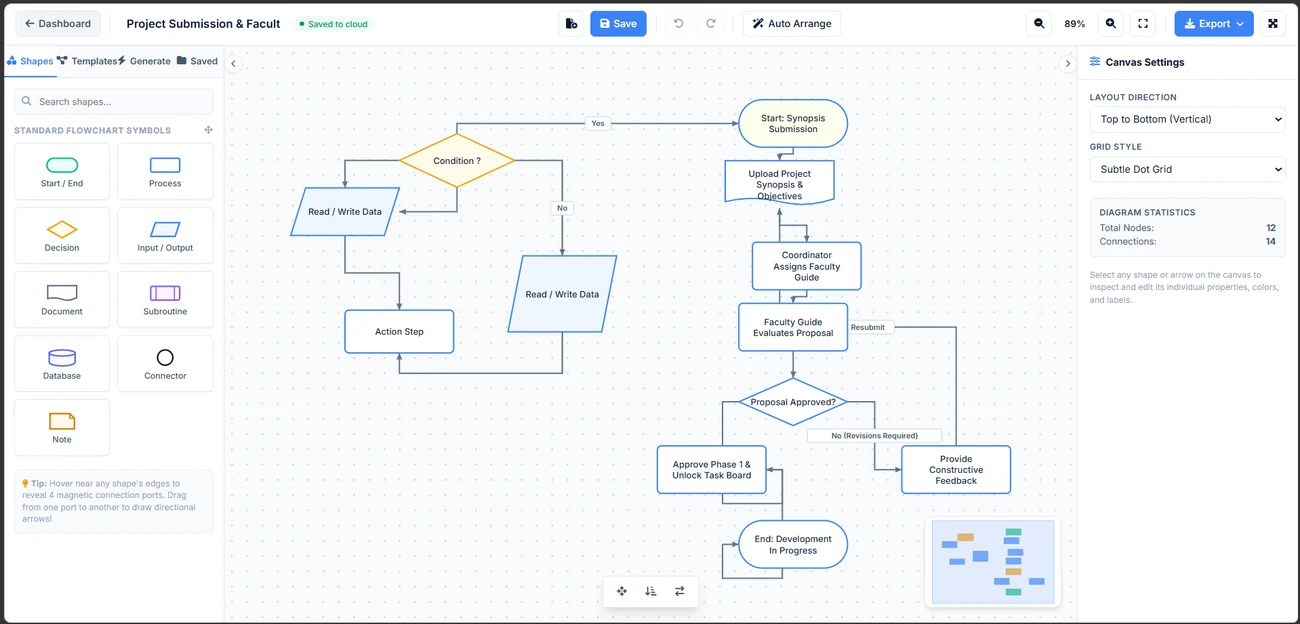 Dashboard
Project Submission & Facult
Saved to cloud
Save
Auto Arrange
89%
Export
Shapes
Templates
Generate
Saved
Search shapes...
STANDARD FLOWCHART SYMBOLS
Start / End
Process
Decision
Input / Output
Document
Subroutine
Database
Connector
Note
Tip: Hover near any shape's edges to
reveal 4 magnetic connection ports. Drag
from one port to another to draw directional
arrows!
Yes
Condition ?
Read / Write Data
No
Read / Write Data
Action Step
Start: Synopsis
Submission
Upload Project
Synopsis &
Objectives
Coordinator
Assigns Faculty
Guide
Faculty Guide
Evaluates Proposal
Resubmit
Proposal Approved?
No (Revisions Required)
Approve Phase 1 &
Unlock Task Board
Provide
Constructive
Feedback
End: Development
In Progress
Canvas Settings
LAYOUT DIRECTION
Top to Bottom (Vertical)
GRID STYLE
Subtle Dot Grid
DIAGRAM STATISTICS
Total Nodes: 12
Connections: 14
Select any shape or arrow on the canvas to
inspect and edit its individual properties, colors,
and labels.